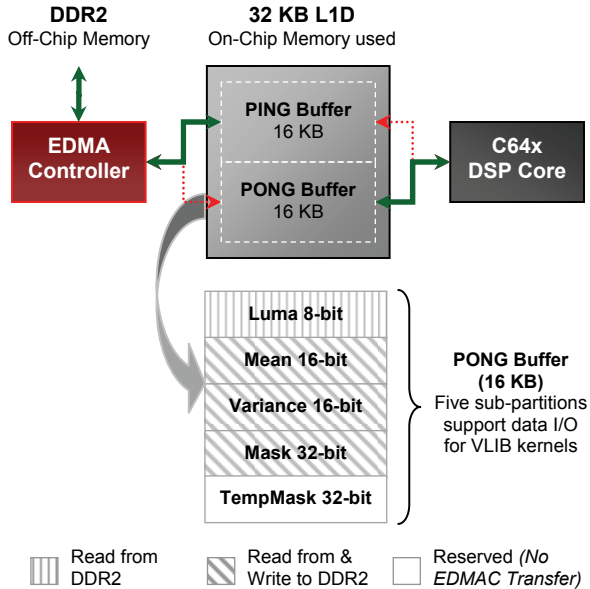 DDR2
Off-Chip Memory
32 KB L1D
On-Chip Memory used
EDMA
Controller
PING Buffer
16 KB
PONG Buffer
16 KB
C64x
DSP Core
Luma 8-bit
Mean 16-bit
Variance 16-bit
Mask 32-bit
TempMask 32-bit
PONG Buffer
(16 KB)
Five sub-partitions
support data I/O
for VLIB kernels
Read from
DDR2
Read from &
Write to DDR2
Reserved (No
EDMAC Transfer)